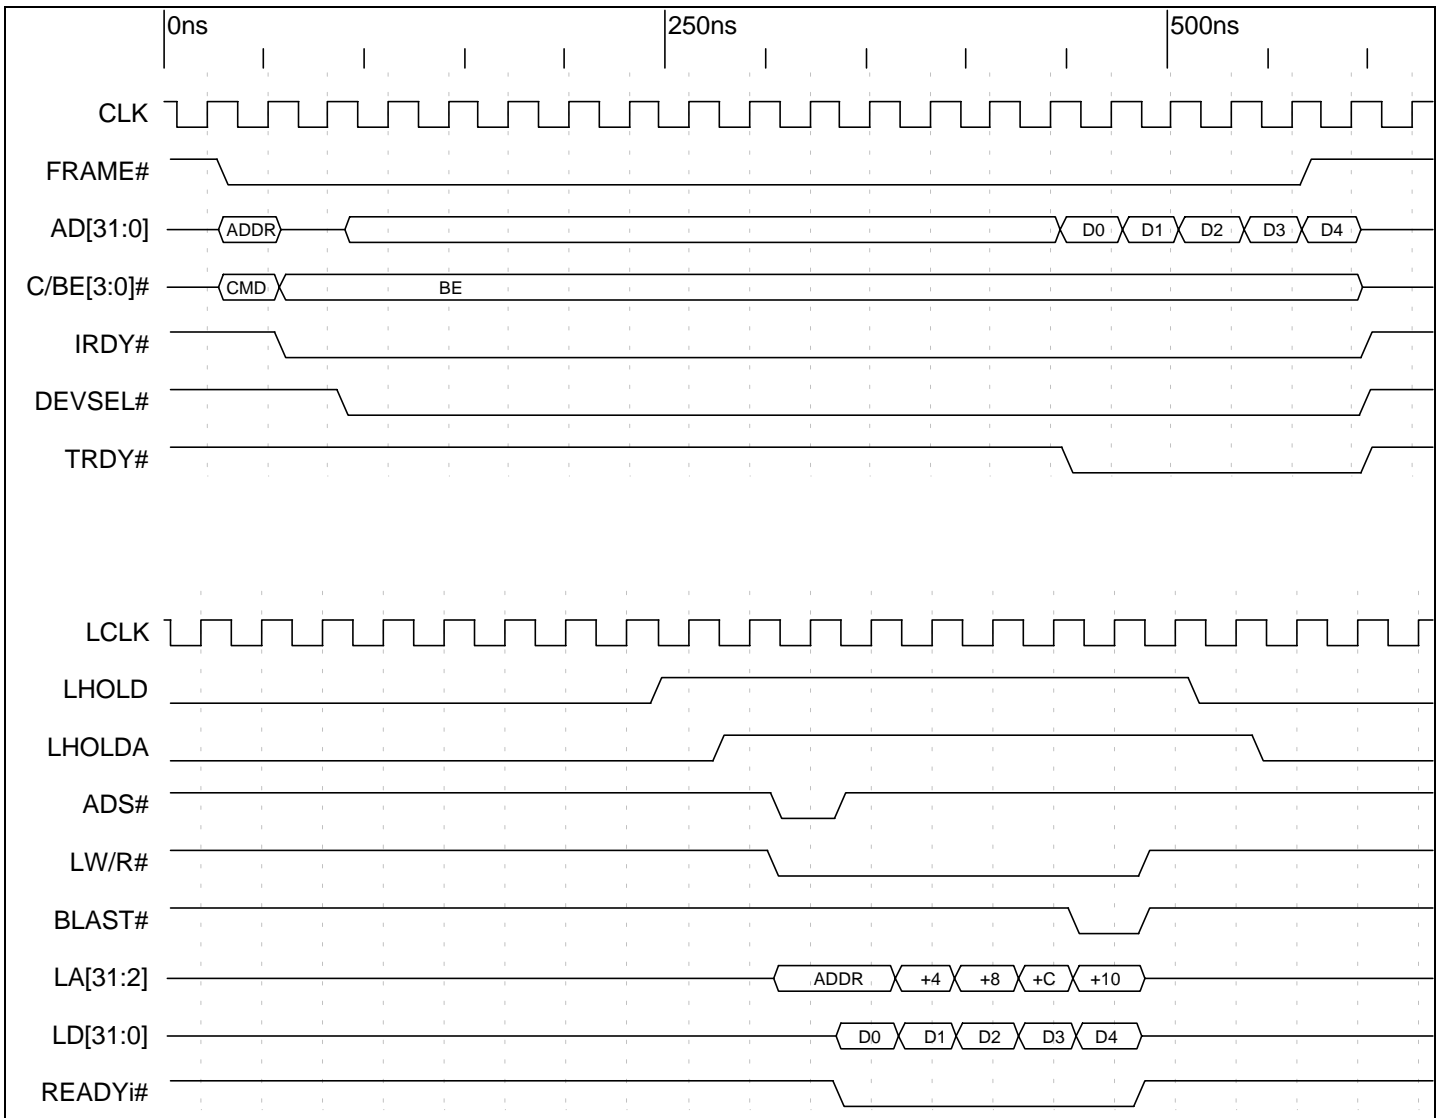 0ns 250ns 500ns
CLK
FRAME#
AD[31:0] ADDR D0 D1 D2 D3 D4
C/BE[3:0]# CMD BE
IRDY#
DEVSEL#
TRDY#
LCLK
LHOLD
LHOLDA
ADS#
LW/R#
BLAST#
LA[31:2] ADDR +4 +8 +C +10
LD[31:0] D0 D1 D2 D3 D4
READYi#